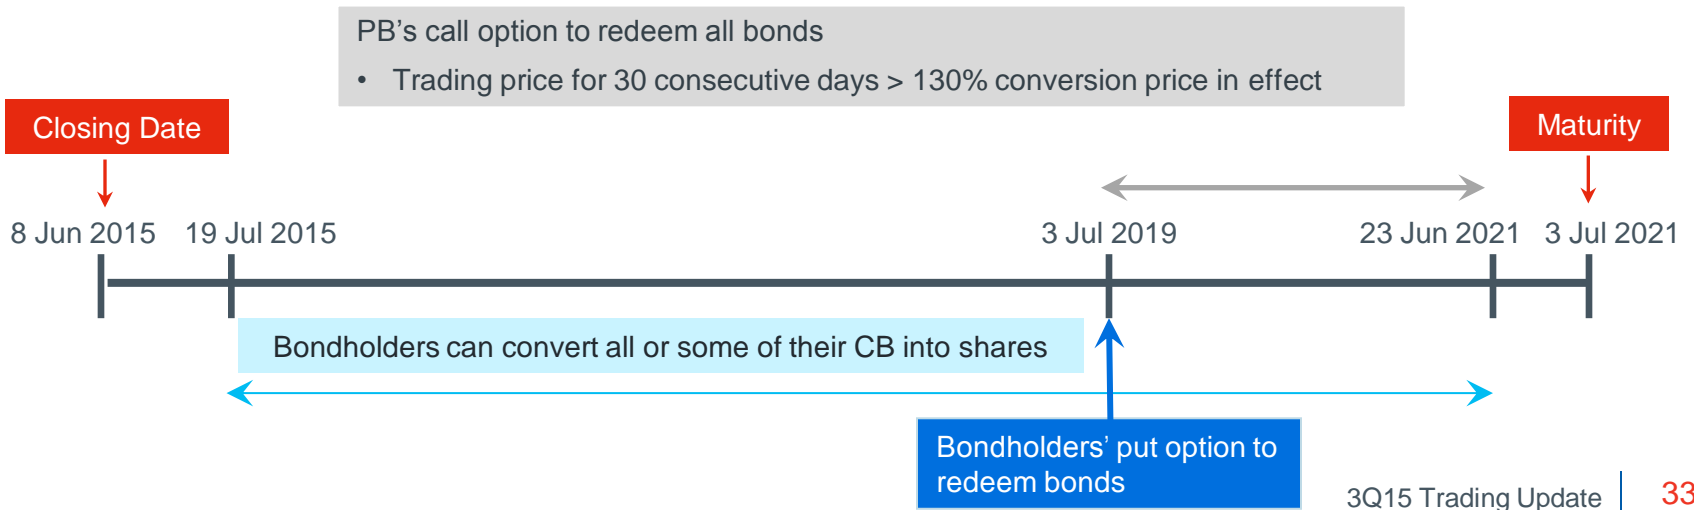 PB’s call option to redeem all bonds
• Trading price for 30 consecutive days > 130% conversion price in effect
Closing Date
Maturity
8 Jun 2015
19 Jul 2015
3 Jul 2019
23 Jun 2021
3 Jul 2021
Bondholders can convert all or some of their CB into shares
Bondholders’ put option to
redeem bonds
3Q15 Trading Update
33